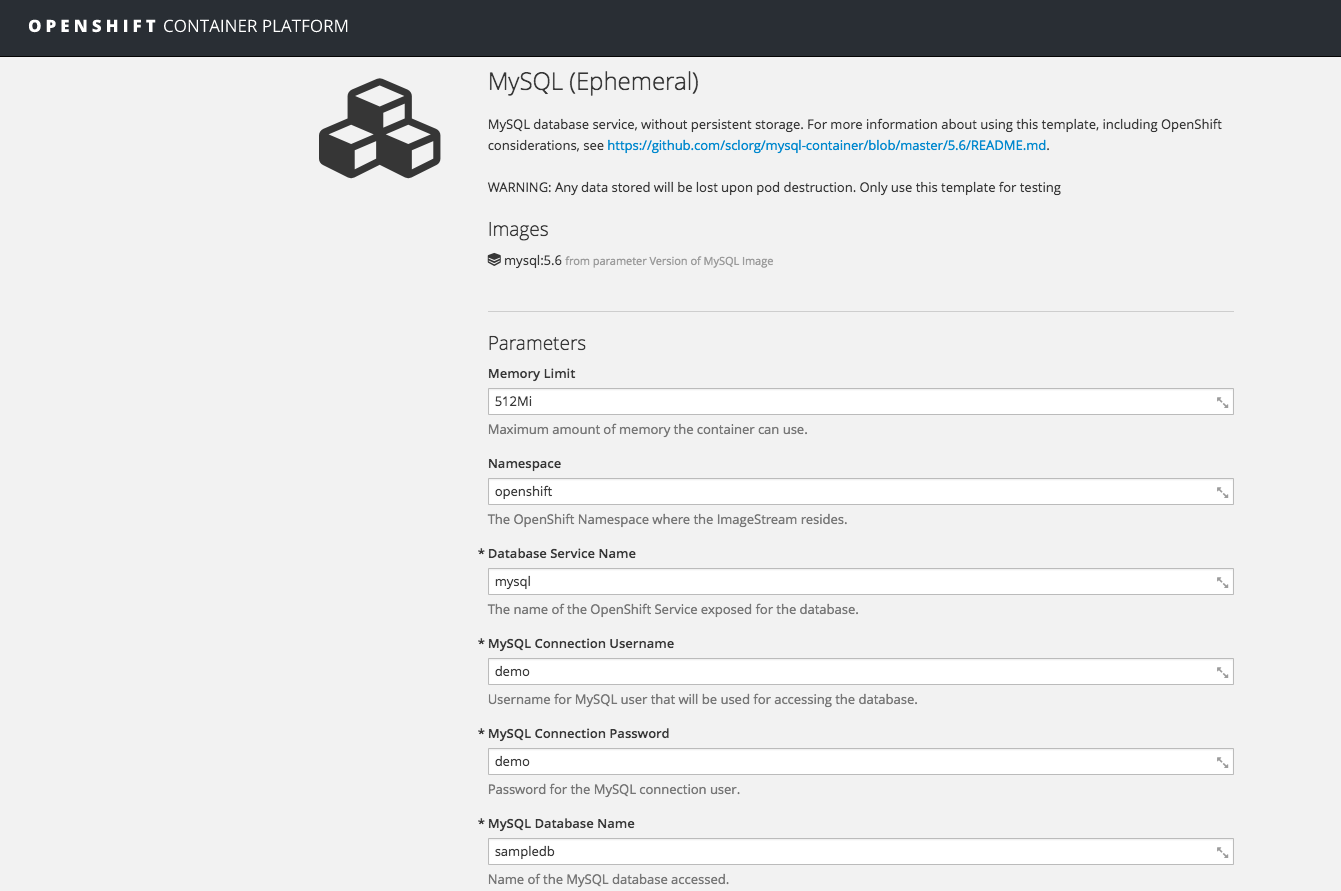 OPENSHIFT CONTAINER PLATFORM
MySQL (Ephemeral)
MySQL database service, without persistent storage. For more information about using this template, including OpenShift
considerations, see https://github.com/sclorg/mysql-container/blob/master/5.6/README.md.
WARNING: Any data stored will be lost upon pod destruction. Only use this template for testing
Images
mysql:5.6 from parameter Version of MySQL Image
Parameters
Memory Limit
512Mi
Maximum amount of memory the container can use.
Namespace
openshift
The OpenShift Namespace where the ImageStream resides.
* Database Service Name
mysql
The name of the OpenShift Service exposed for the database.
* MySQL Connection Username
demo
Username for MySQL user that will be used for accessing the database.
* MySQL Connection Password
demo
Password for the MySQL connection user.
* MySQL Database Name
sampledb
Name of the MySQL database accessed.